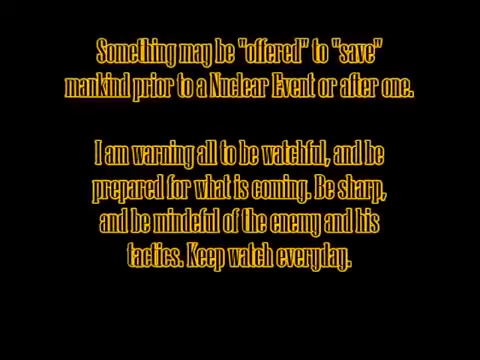 Something may be "offered" to "save"
mankind prior to a Nuclear Event or after one.
I am warning all to be watchful, and be
prepared for what is coming. Be sharp,
and be mindeful of the enemy and his
tactics. Keep watch everyday.